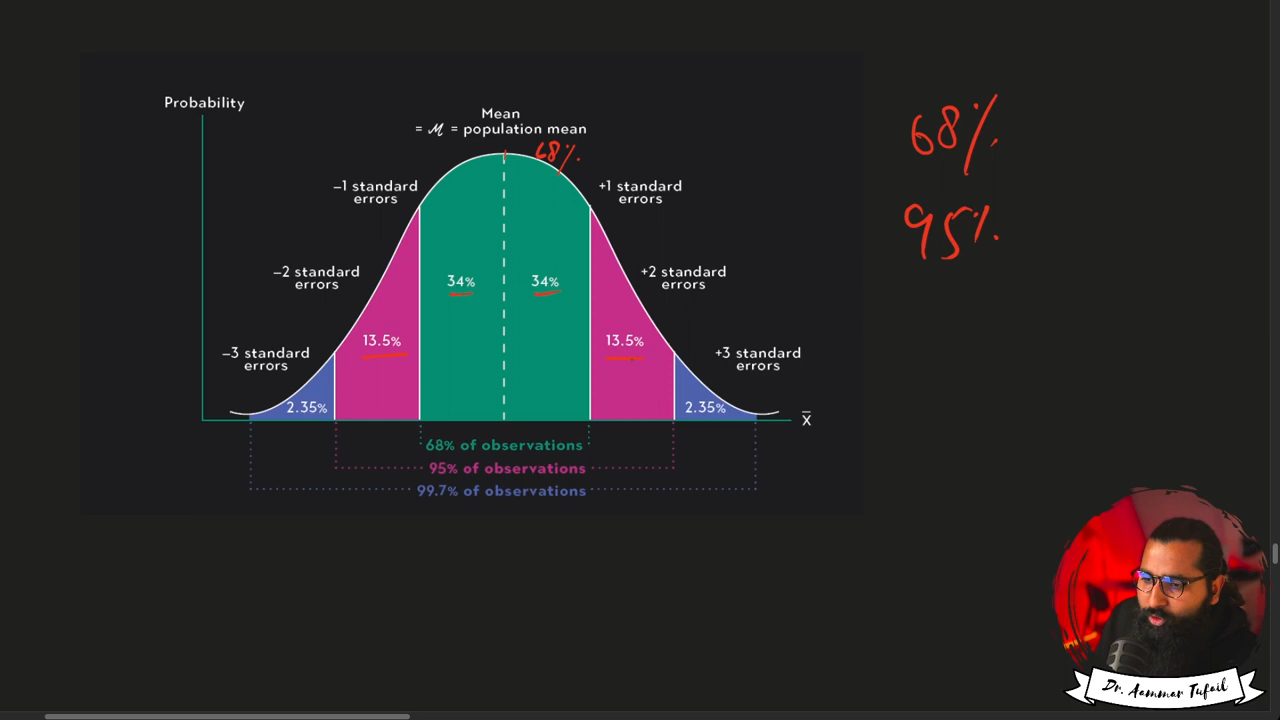 Probability
Mean
= 𝓜 = population mean
68%
68%
95%
−1 standard
errors
+1 standard
errors
−2 standard
errors
+2 standard
errors
34%
34%
13.5%
13.5%
−3 standard
errors
+3 standard
errors
2.35%
2.35%
x̅
68% of observations
95% of observations
99.7% of observations
Dr. Aammar Tufail